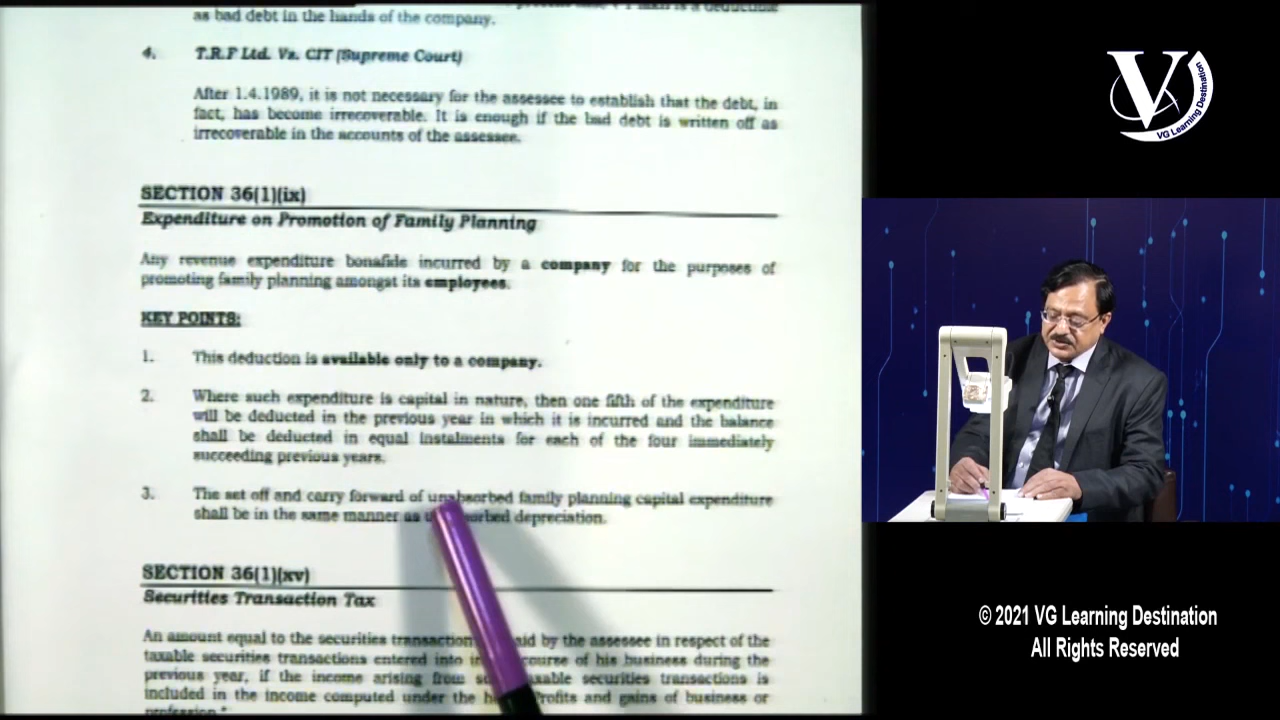 as bad debt in the hands of the company.
4. T.R.F Ltd. Vs. CIT (Supreme Court)
After 1.4.1989, it is not necessary for the assessee to establish that the debt, in
fact, has become irrecoverable. It is enough if the bad debt is written off as
irrecoverable in the accounts of the assessee.
SECTION 36(1)(ix)
Expenditure on Promotion of Family Planning
Any revenue expenditure bonafide incurred by a company for the purposes of
promoting family planning amongst its employees.
KEY POINTS:
1. This deduction is available only to a company.
2. Where such expenditure is capital in nature, then one fifth of the expenditure
will be deducted in the previous year in which it is incurred and the balance
shall be deducted in equal instalments for each of the four immediately
succeeding previous years.
3. The set off and carry forward of unabsorbed family planning capital expenditure
shall be in the same manner as depreciation.
SECTION 36(1)(xv)
Securities Transaction Tax
An amount equal to the securities transaction by the assessee in respect of the
taxable securities transactions entered into course of his business during the
previous year, if the income arising from taxable securities transactions is
included in the income computed under the Profits and gains of business or
profession."
V
VG Learning Destination
© 2021 VG Learning Destination
All Rights Reserved